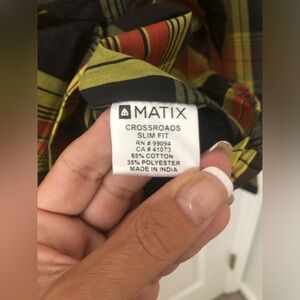 MATIX
CROSSROADS
SLIM FIT
RN # 99094
CA # 41073
65% COTTON
35% POLYESTER
MADE IN INDIA